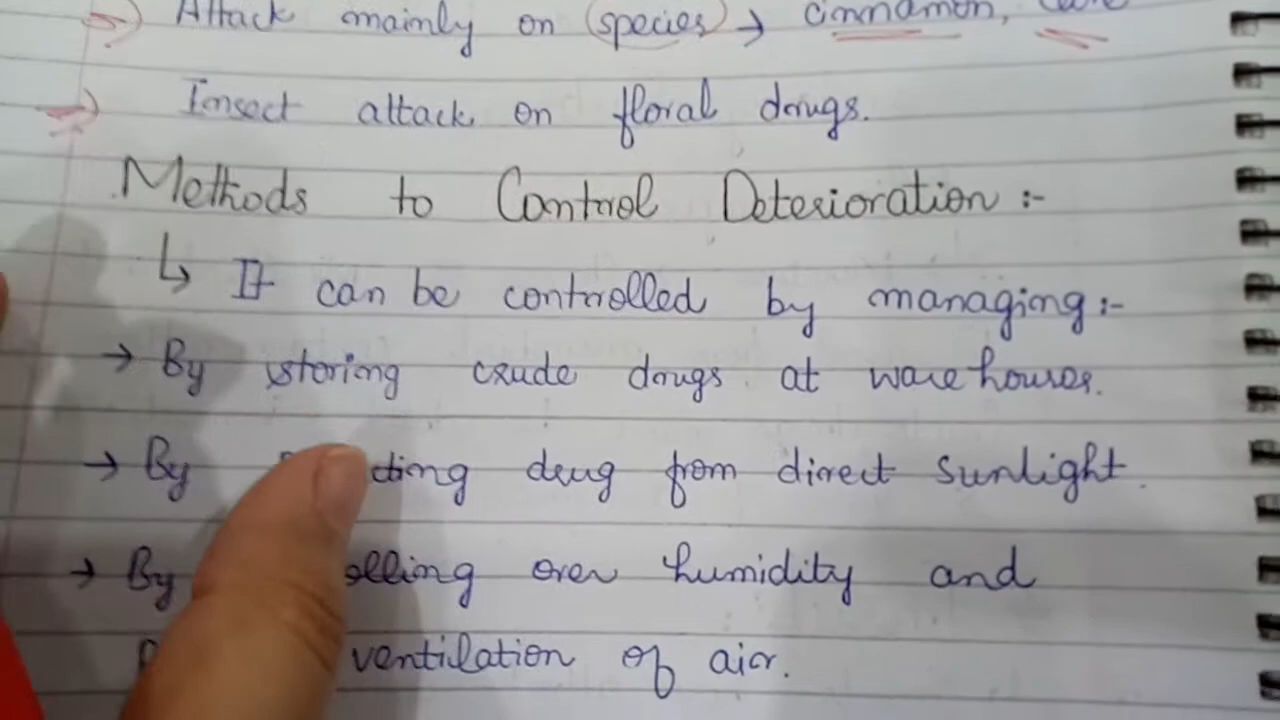 Attack mainly on (species) → cinnamon,
Insect attack on floral drugs.
Methods to Control Deterioration :-
↳ It can be controlled by managing :-
→ By storing crude drugs at warehouses.
→ By drug from direct sunlight.
→ By over humidity and
ventilation of air.